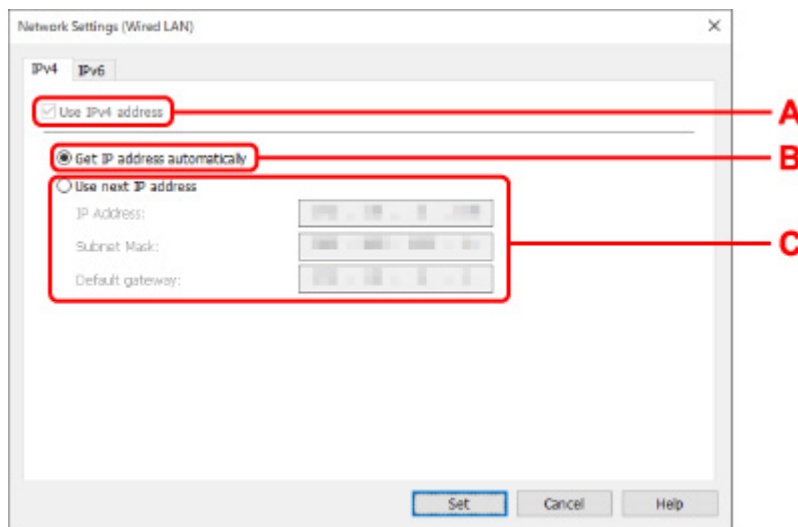 Network Settings (Wired LAN)
IPv4 IPv6
Use IPv4 address
A
Get IP address automatically
B
Use next IP address
IP Address:
Subnet Mask:
C
Default gateway:
Set Cancel Help